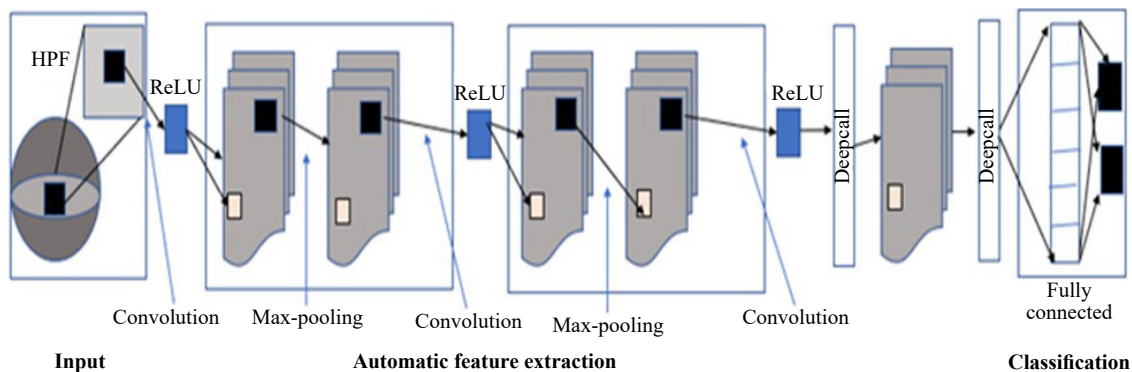 HPF
ReLU
ReLU
ReLU
Deepcall
Deepcall
Convolution
Max-pooling
Convolution
Max-pooling
Convolution
Fully
connected
Input
Automatic feature extraction
Classification